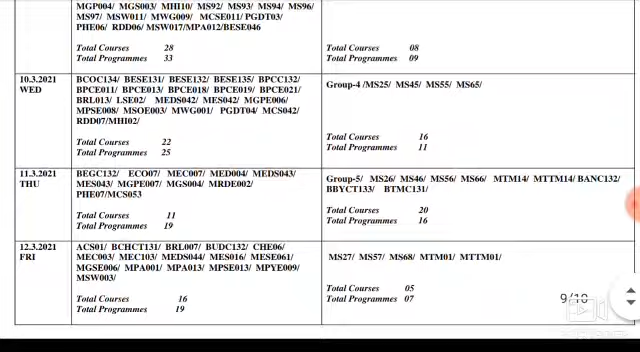 MGP004/ MGS003/ MHI10/ MS92/ MS93/ MS94/ MS96/
MS97/ MSW011/ MWG009/ MCSE011/ PGDT03/
PHE06/ RDD06/ MSW017/MPA012/BESE046
Total Courses 28
Total Programmes 33
Total Courses 08
Total Programmes 09
10.3.2021
WED
BCOC134/ BESE131/ BESE132/ BESE135/ BPCC132/
BPCE011/ BPCE013/ BPCE018/ BPCE019/ BPCE021/
BRL013/ LSE02/ MEDS042/ MES042/ MGPE006/
MPSE008/ MSOE003/ MWG001/ PGDT04/ MCS042/
RDD07/MHI02/
Total Courses 22
Total Programmes 25
Group-4 /MS25/ MS45/ MS55/ MS65/
Total Courses 16
Total Programmes 11
11.3.2021
THU
BEGC132/ ECO07/ MEC007/ MED004/ MEDS043/
MES043/ MGPE007/ MGS004/ MRDE002/
PHE07/MCS053
Total Courses 11
Total Programmes 19
Group-5/ MS26/ MS46/ MS56/ MS66/ MTM14/ MTTM14/ BANC132/
BBYCT133/ BTMC131/
Total Courses 20
Total Programmes 16
12.3.2021
FRI
ACS01/ BCHCT131/ BRL007/ BUDC132/ CHE06/
MEC003/ MEC103/ MEDS044/ MES016/ MESE061/
MGSE006/ MPA001/ MPA013/ MPSE013/ MPYE009/
MSW003/
Total Courses 16
Total Programmes 19
MS27/ MS57/ MS68/ MTM01/ MTTM01/
Total Courses 05
Total Programmes 07
9/10